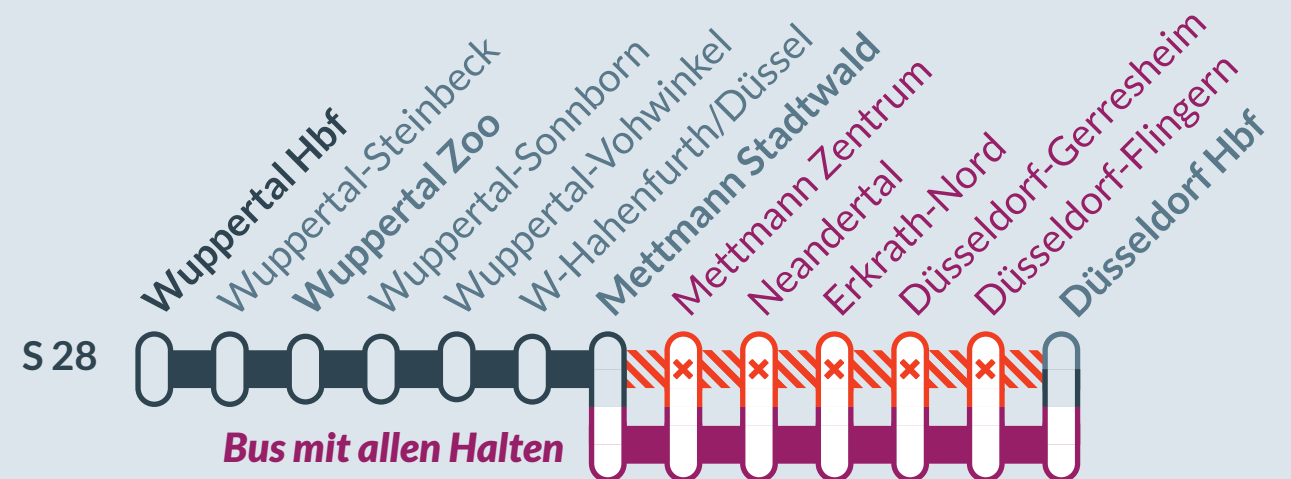 Wuppertal Hbf
Wuppertal-Steinbeck
Wuppertal Zoo
Wuppertal-Sonnborn
Wuppertal-Vohwinkel
W-Hahenfurth/Düssel
Mettmann Stadtwald
Mettmann Zentrum
Neandertal
Erkrath-Nord
Düsseldorf-Gerresheim
Düsseldorf-Flingern
Düsseldorf Hbf
S 28
Bus mit allen Halten